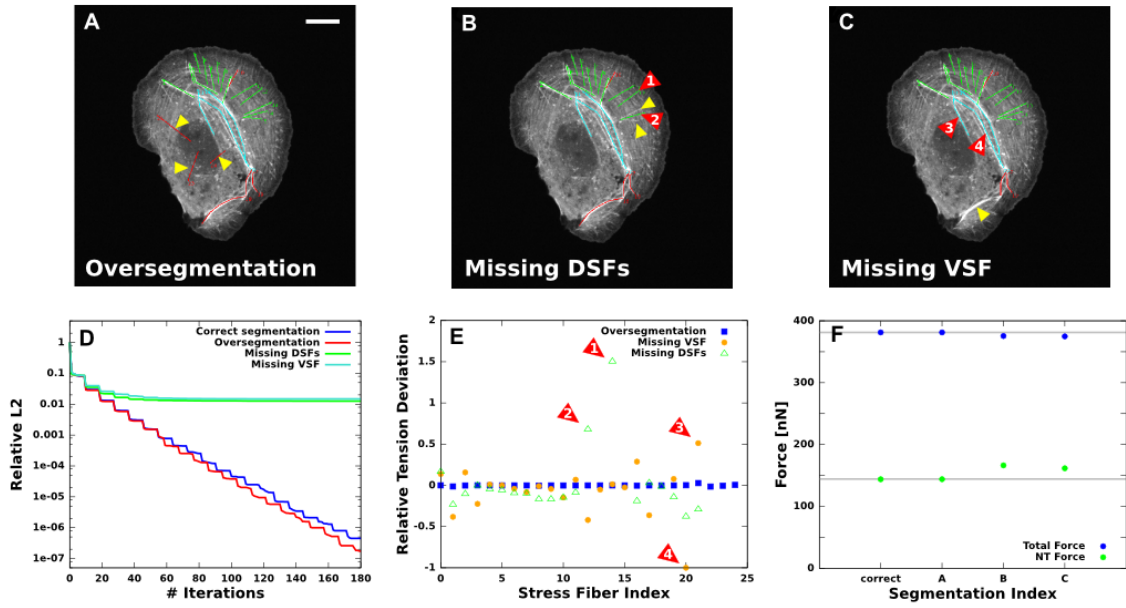 A
Oversegmentation
B
1
2
Missing DSFs
C
3
4
Missing VSF
D
Correct segmentation
Oversegmentation
Missing DSFs
Missing VSF
Relative L2
1
0.1
0.01
0.001
1e-04
1e-05
1e-06
1e-07
0 20 40 60 80 100 120 140 160 180
# Iterations
E
Oversegmentation
Missing VSF
Missing DSFs
Relative Tension Deviation
2
1.5
1
0.5
0
-0.5
-1
1
2
3
4
0 5 10 15 20 25
Stress Fiber Index
F
Force [nN]
400
300
200
100
0
Total Force
NT Force
correct A B C
Segmentation Index